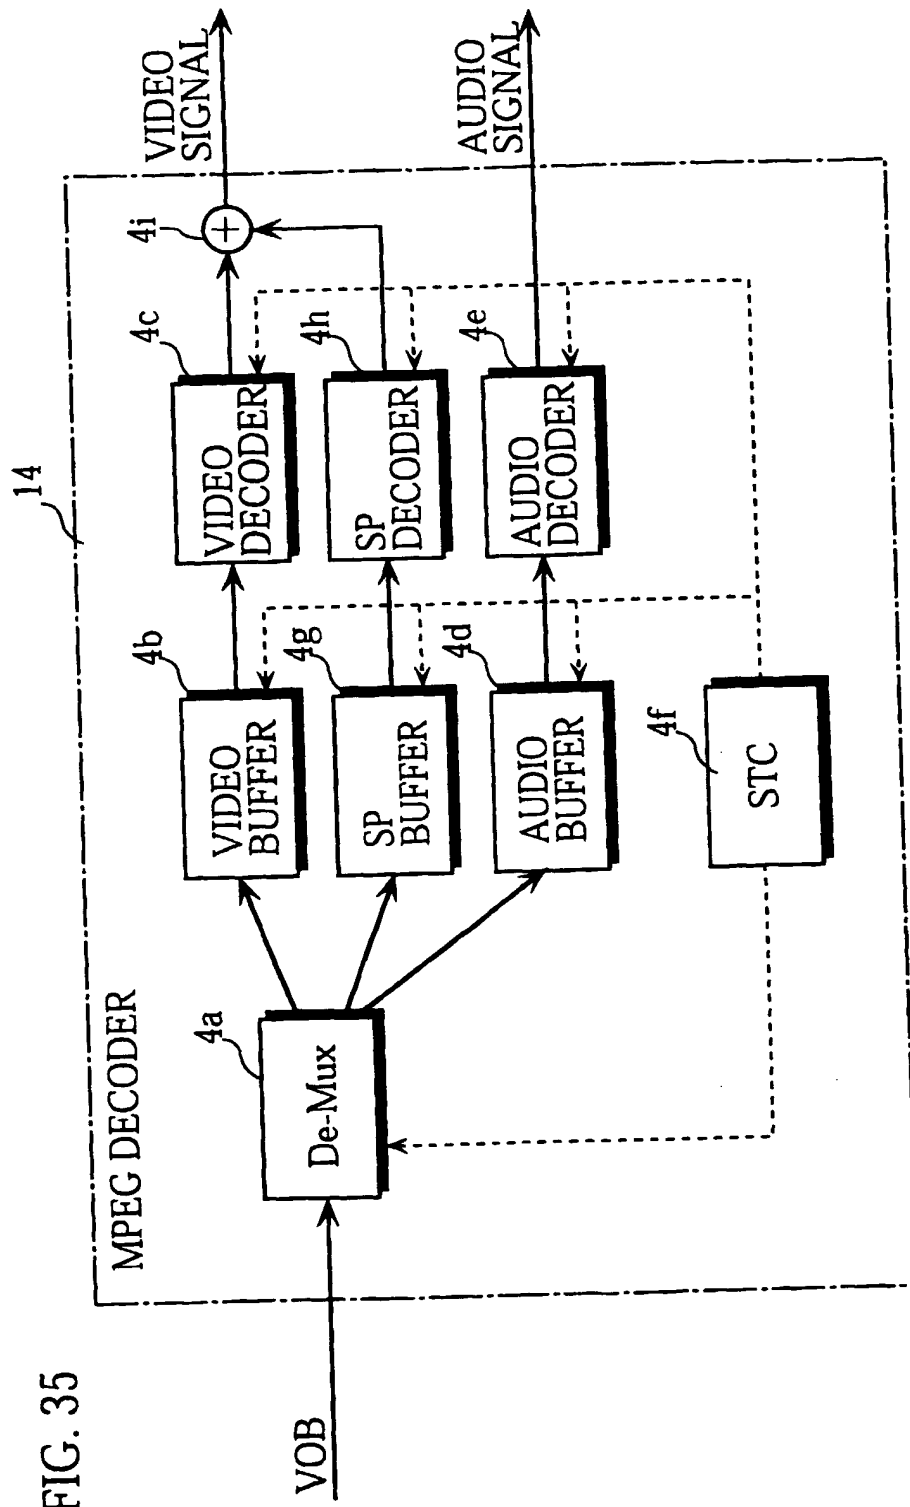 FIG. 35
14
MPEG DECODER
VOB
4a
De-Mux
4b
VIDEO
BUFFER
4c
VIDEO
DECODER
4i
+
VIDEO
SIGNAL
4g
SP
BUFFER
4h
SP
DECODER
4d
AUDIO
BUFFER
4e
AUDIO
DECODER
AUDIO
SIGNAL
4f
STC